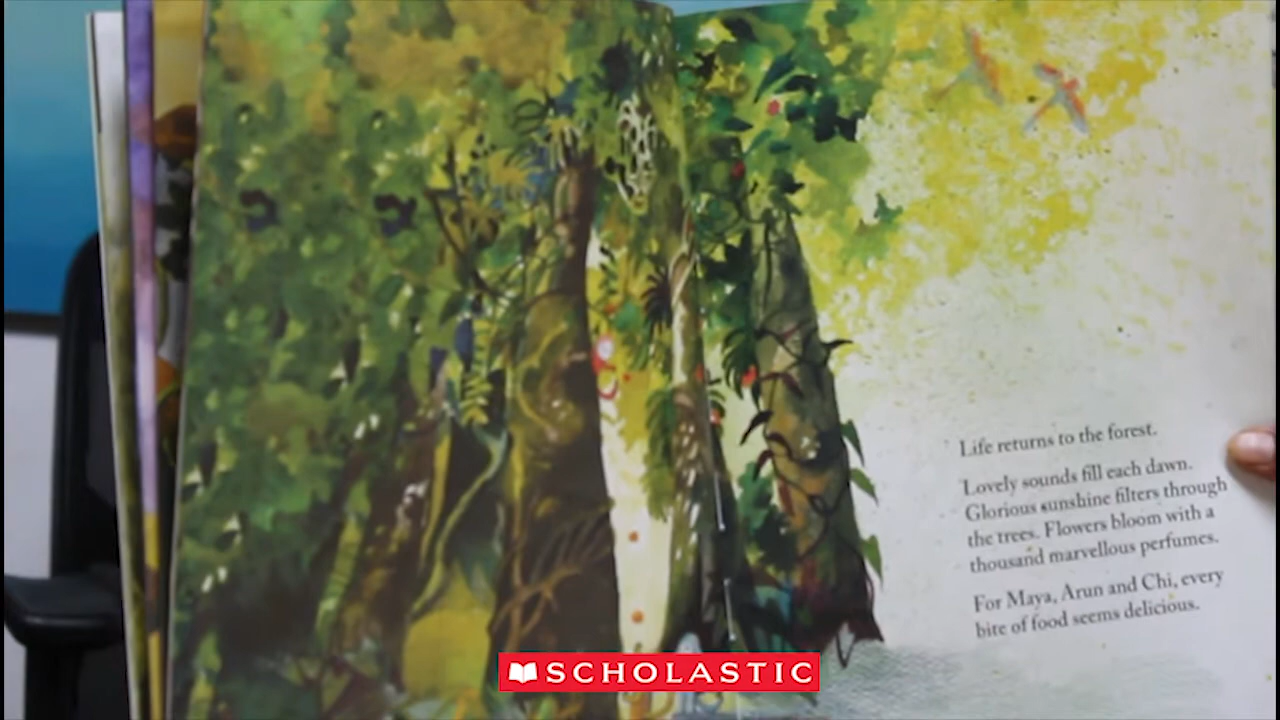 Life returns to the forest.
Lovely sounds fill each dawn.
Glorious sunshine filters through
the trees. Flowers bloom with a
thousand marvellous perfumes.
For Maya, Arun and Chi, every
bite of food seems delicious.
SCHOLASTIC